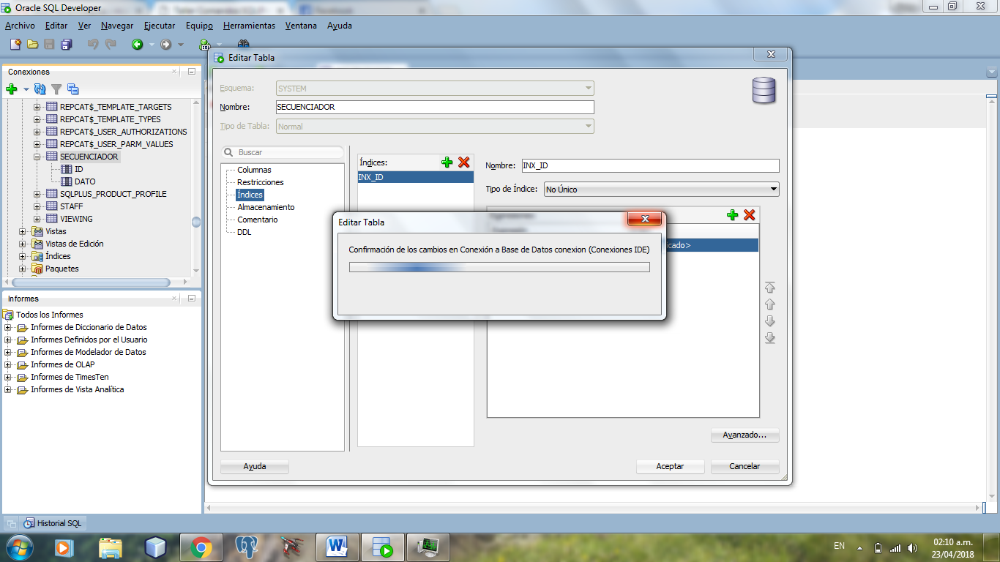 Oracle SQL Developer
Archivo Editar Ver Navegar Ejecutar Equipo Herramientas Ventana Ayuda
Conexiones
REPCAT$_TEMPLATE_TARGETS
REPCAT$_TEMPLATE_TYPES
REPCAT$_USER_AUTHORIZATIONS
REPCAT$_USER_PARM_VALUES
SECUENCIADOR
ID
DATO
SQLPLUS_PRODUCT_PROFILE
STAFF
VIEWING
Vistas
Vistas de Edición
Índices
Paquetes
Informes
Todos los Informes
Informes de Diccionario de Datos
Informes Definidos por el Usuario
Informes de Modelador de Datos
Informes de OLAP
Informes de TimesTen
Informes de Vista Analítica
Historial SQL
Editar Tabla
Esquema: SYSTEM
Nombre: SECUENCIADOR
Tipo de Tabla: Normal
Buscar
Columnas
Restricciones
Índices
Almacenamiento
Comentario
DDL
Índices:
INX_ID
Nombre: INX_ID
Tipo de Índice: No Único
icado>
Avanzado...
Ayuda Aceptar Cancelar
Editar Tabla
Confirmación de los cambios en Conexión a Base de Datos conexion (Conexiones IDE)
EN
02:10 a.m.
23/04/2018